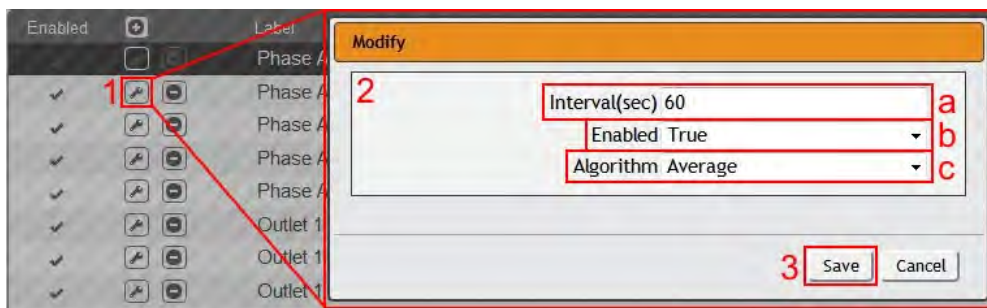 Enabled Label
Phase A
1 Phase A
Phase A
Phase A
Phase A
Outlet 1
Outlet 1
Outlet 1
Modify
2
Interval(sec) 60 a
Enabled True b
Algorithm Average c
3 Save Cancel